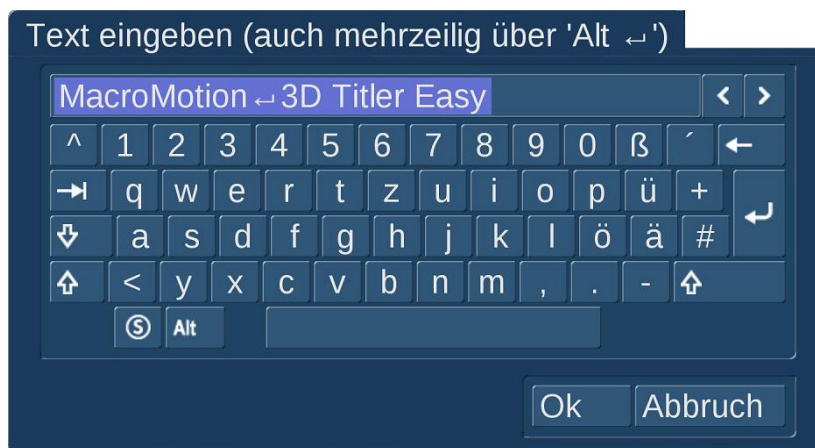 Text eingeben (auch mehrzeilig über 'Alt ↵')
MacroMotion↵3D Titler Easy < >
^ 1 2 3 4 5 6 7 8 9 0 ß ´ ←
q w e r t z u i o p ü +
a s d f g h j k l ö ä #
< y x c v b n m , . -
S Alt
Ok Abbruch